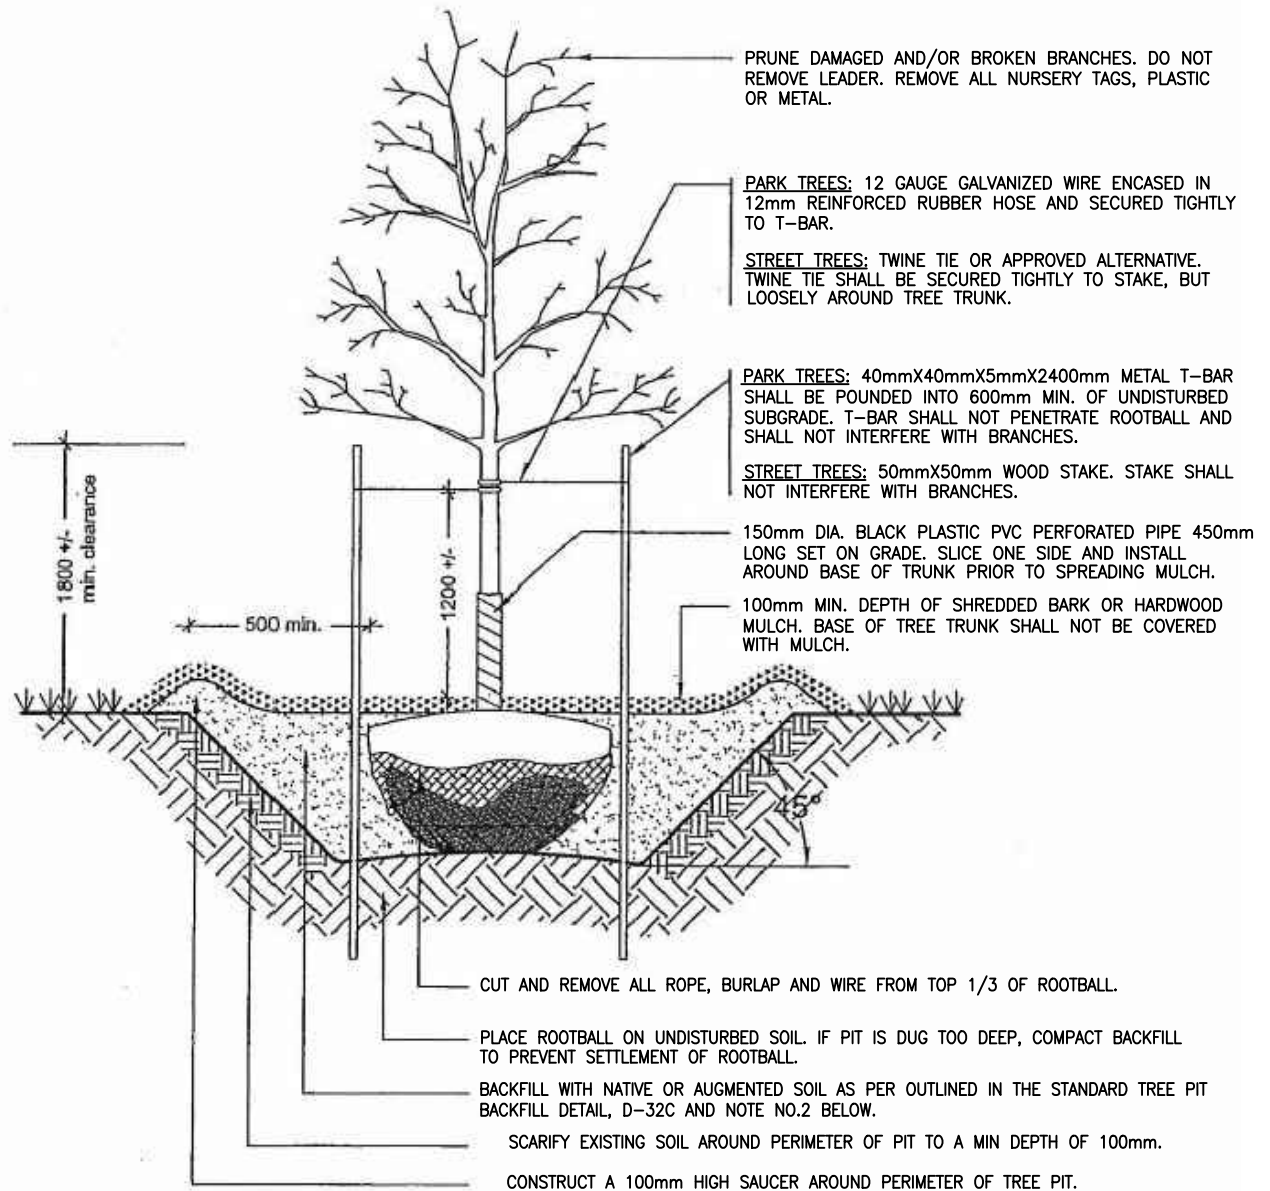 PRUNE DAMAGED AND/OR BROKEN BRANCHES. DO NOT
REMOVE LEADER. REMOVE ALL NURSERY TAGS, PLASTIC
OR METAL.
PARK TREES: 12 GAUGE GALVANIZED WIRE ENCASED IN
12mm REINFORCED RUBBER HOSE AND SECURED TIGHTLY
TO T-BAR.
STREET TREES: TWINE TIE OR APPROVED ALTERNATIVE.
TWINE TIE SHALL BE SECURED TIGHTLY TO STAKE, BUT
LOOSELY AROUND TREE TRUNK.
PARK TREES: 40mmX40mmX5mmX2400mm METAL T-BAR
SHALL BE POUNDED INTO 600mm MIN. OF UNDISTURBED
SUBGRADE. T-BAR SHALL NOT PENETRATE ROOTBALL AND
SHALL NOT INTERFERE WITH BRANCHES.
STREET TREES: 50mmX50mm WOOD STAKE. STAKE SHALL
NOT INTERFERE WITH BRANCHES.
150mm DIA. BLACK PLASTIC PVC PERFORATED PIPE 450mm
LONG SET ON GRADE. SLICE ONE SIDE AND INSTALL
AROUND BASE OF TRUNK PRIOR TO SPREADING MULCH.
100mm MIN. DEPTH OF SHREDDED BARK OR HARDWOOD
MULCH. BASE OF TREE TRUNK SHALL NOT BE COVERED
WITH MULCH.
1800 +/-
min. clearance
1200 +/-
500 min.
45°
CUT AND REMOVE ALL ROPE, BURLAP AND WIRE FROM TOP 1/3 OF ROOTBALL.
PLACE ROOTBALL ON UNDISTURBED SOIL. IF PIT IS DUG TOO DEEP, COMPACT BACKFILL
TO PREVENT SETTLEMENT OF ROOTBALL.
BACKFILL WITH NATIVE OR AUGMENTED SOIL AS PER OUTLINED IN THE STANDARD TREE PIT
BACKFILL DETAIL, D-32C AND NOTE NO.2 BELOW.
SCARIFY EXISTING SOIL AROUND PERIMETER OF PIT TO A MIN DEPTH OF 100mm.
CONSTRUCT A 100mm HIGH SAUCER AROUND PERIMETER OF TREE PIT.